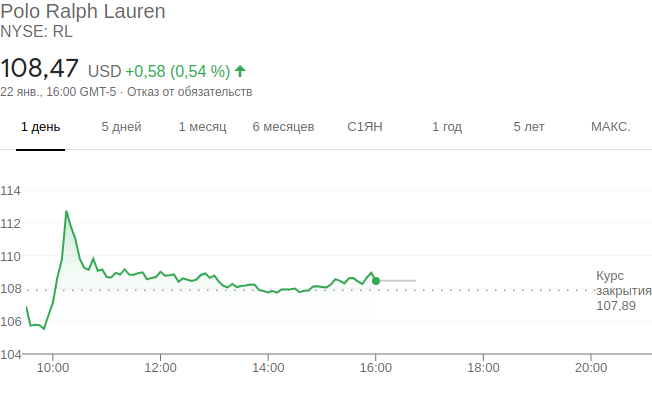 Polo Ralph Lauren
NYSE: RL
108,47 USD +0,58 (0,54 %)
22 янв., 16:00 GMT-5 · Отказ от обязательств
1 день 5 дней 1 месяц 6 месяцев С1ЯН 1 год 5 лет МАКС.
114
112
110
108
106
104
Курс
закрытия
107,89
10:00 12:00 14:00 16:00 18:00 20:00